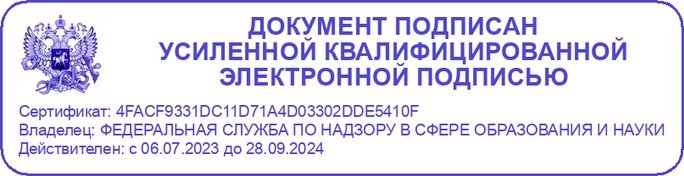 ДОКУМЕНТ ПОДПИСАН
УСИЛЕННОЙ КВАЛИФИЦИРОВАННОЙ
ЭЛЕКТРОННОЙ ПОДПИСЬЮ
Сертификат: 4FACF9331DC11D71A4D03302DDE5410F
Владелец: ФЕДЕРАЛЬНАЯ СЛУЖБА ПО НАДЗОРУ В СФЕРЕ ОБРАЗОВАНИЯ И НАУКИ
Действителен: с 06.07.2023 до 28.09.2024